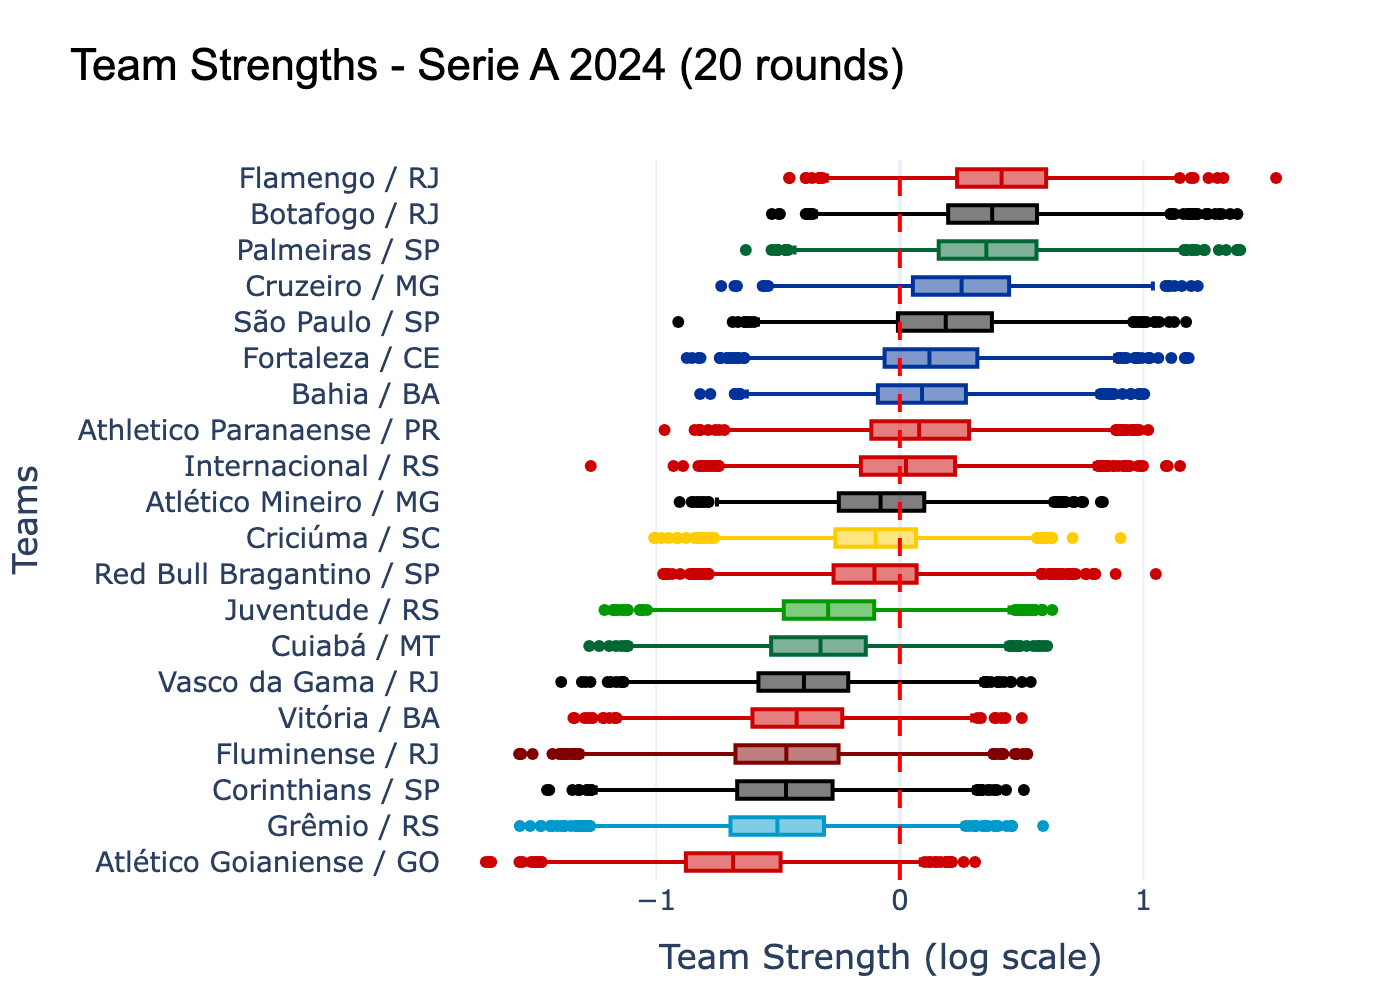 Team Strengths - Serie A 2024 (20 rounds)
Teams
Flamengo / RJ
Botafogo / RJ
Palmeiras / SP
Cruzeiro / MG
São Paulo / SP
Fortaleza / CE
Bahia / BA
Athletico Paranaense / PR
Internacional / RS
Atlético Mineiro / MG
Criciúma / SC
Red Bull Bragantino / SP
Juventude / RS
Cuiabá / MT
Vasco da Gama / RJ
Vitória / BA
Fluminense / RJ
Corinthians / SP
Grêmio / RS
Atlético Goianiense / GO
−1 0 1
Team Strength (log scale)